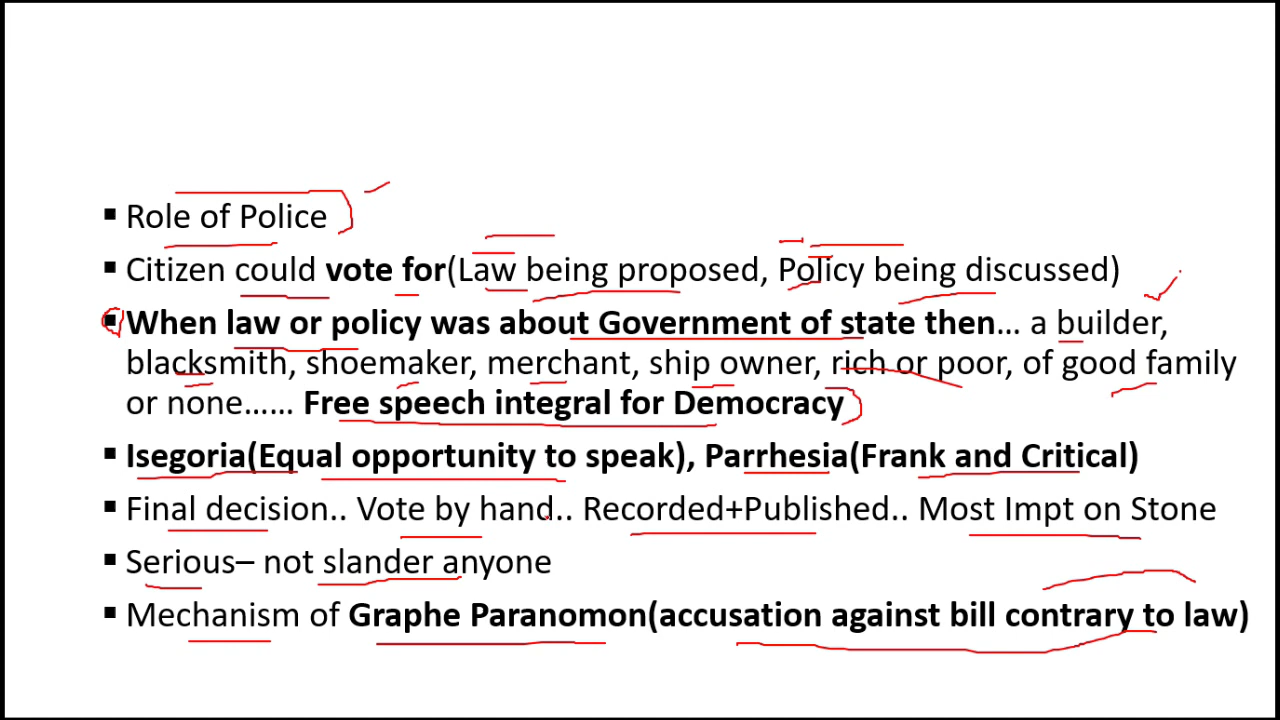 ▪ Role of Police
▪ Citizen could vote for(Law being proposed, Policy being discussed)
▪ When law or policy was about Government of state then… a builder,
blacksmith, shoemaker, merchant, ship owner, rich or poor, of good family
or none…… Free speech integral for Democracy
▪ Isegoria(Equal opportunity to speak), Parrhesia(Frank and Critical)
▪ Final decision.. Vote by hand.. Recorded+Published.. Most Impt on Stone
▪ Serious– not slander anyone
▪ Mechanism of Graphe Paranomon(accusation against bill contrary to law)